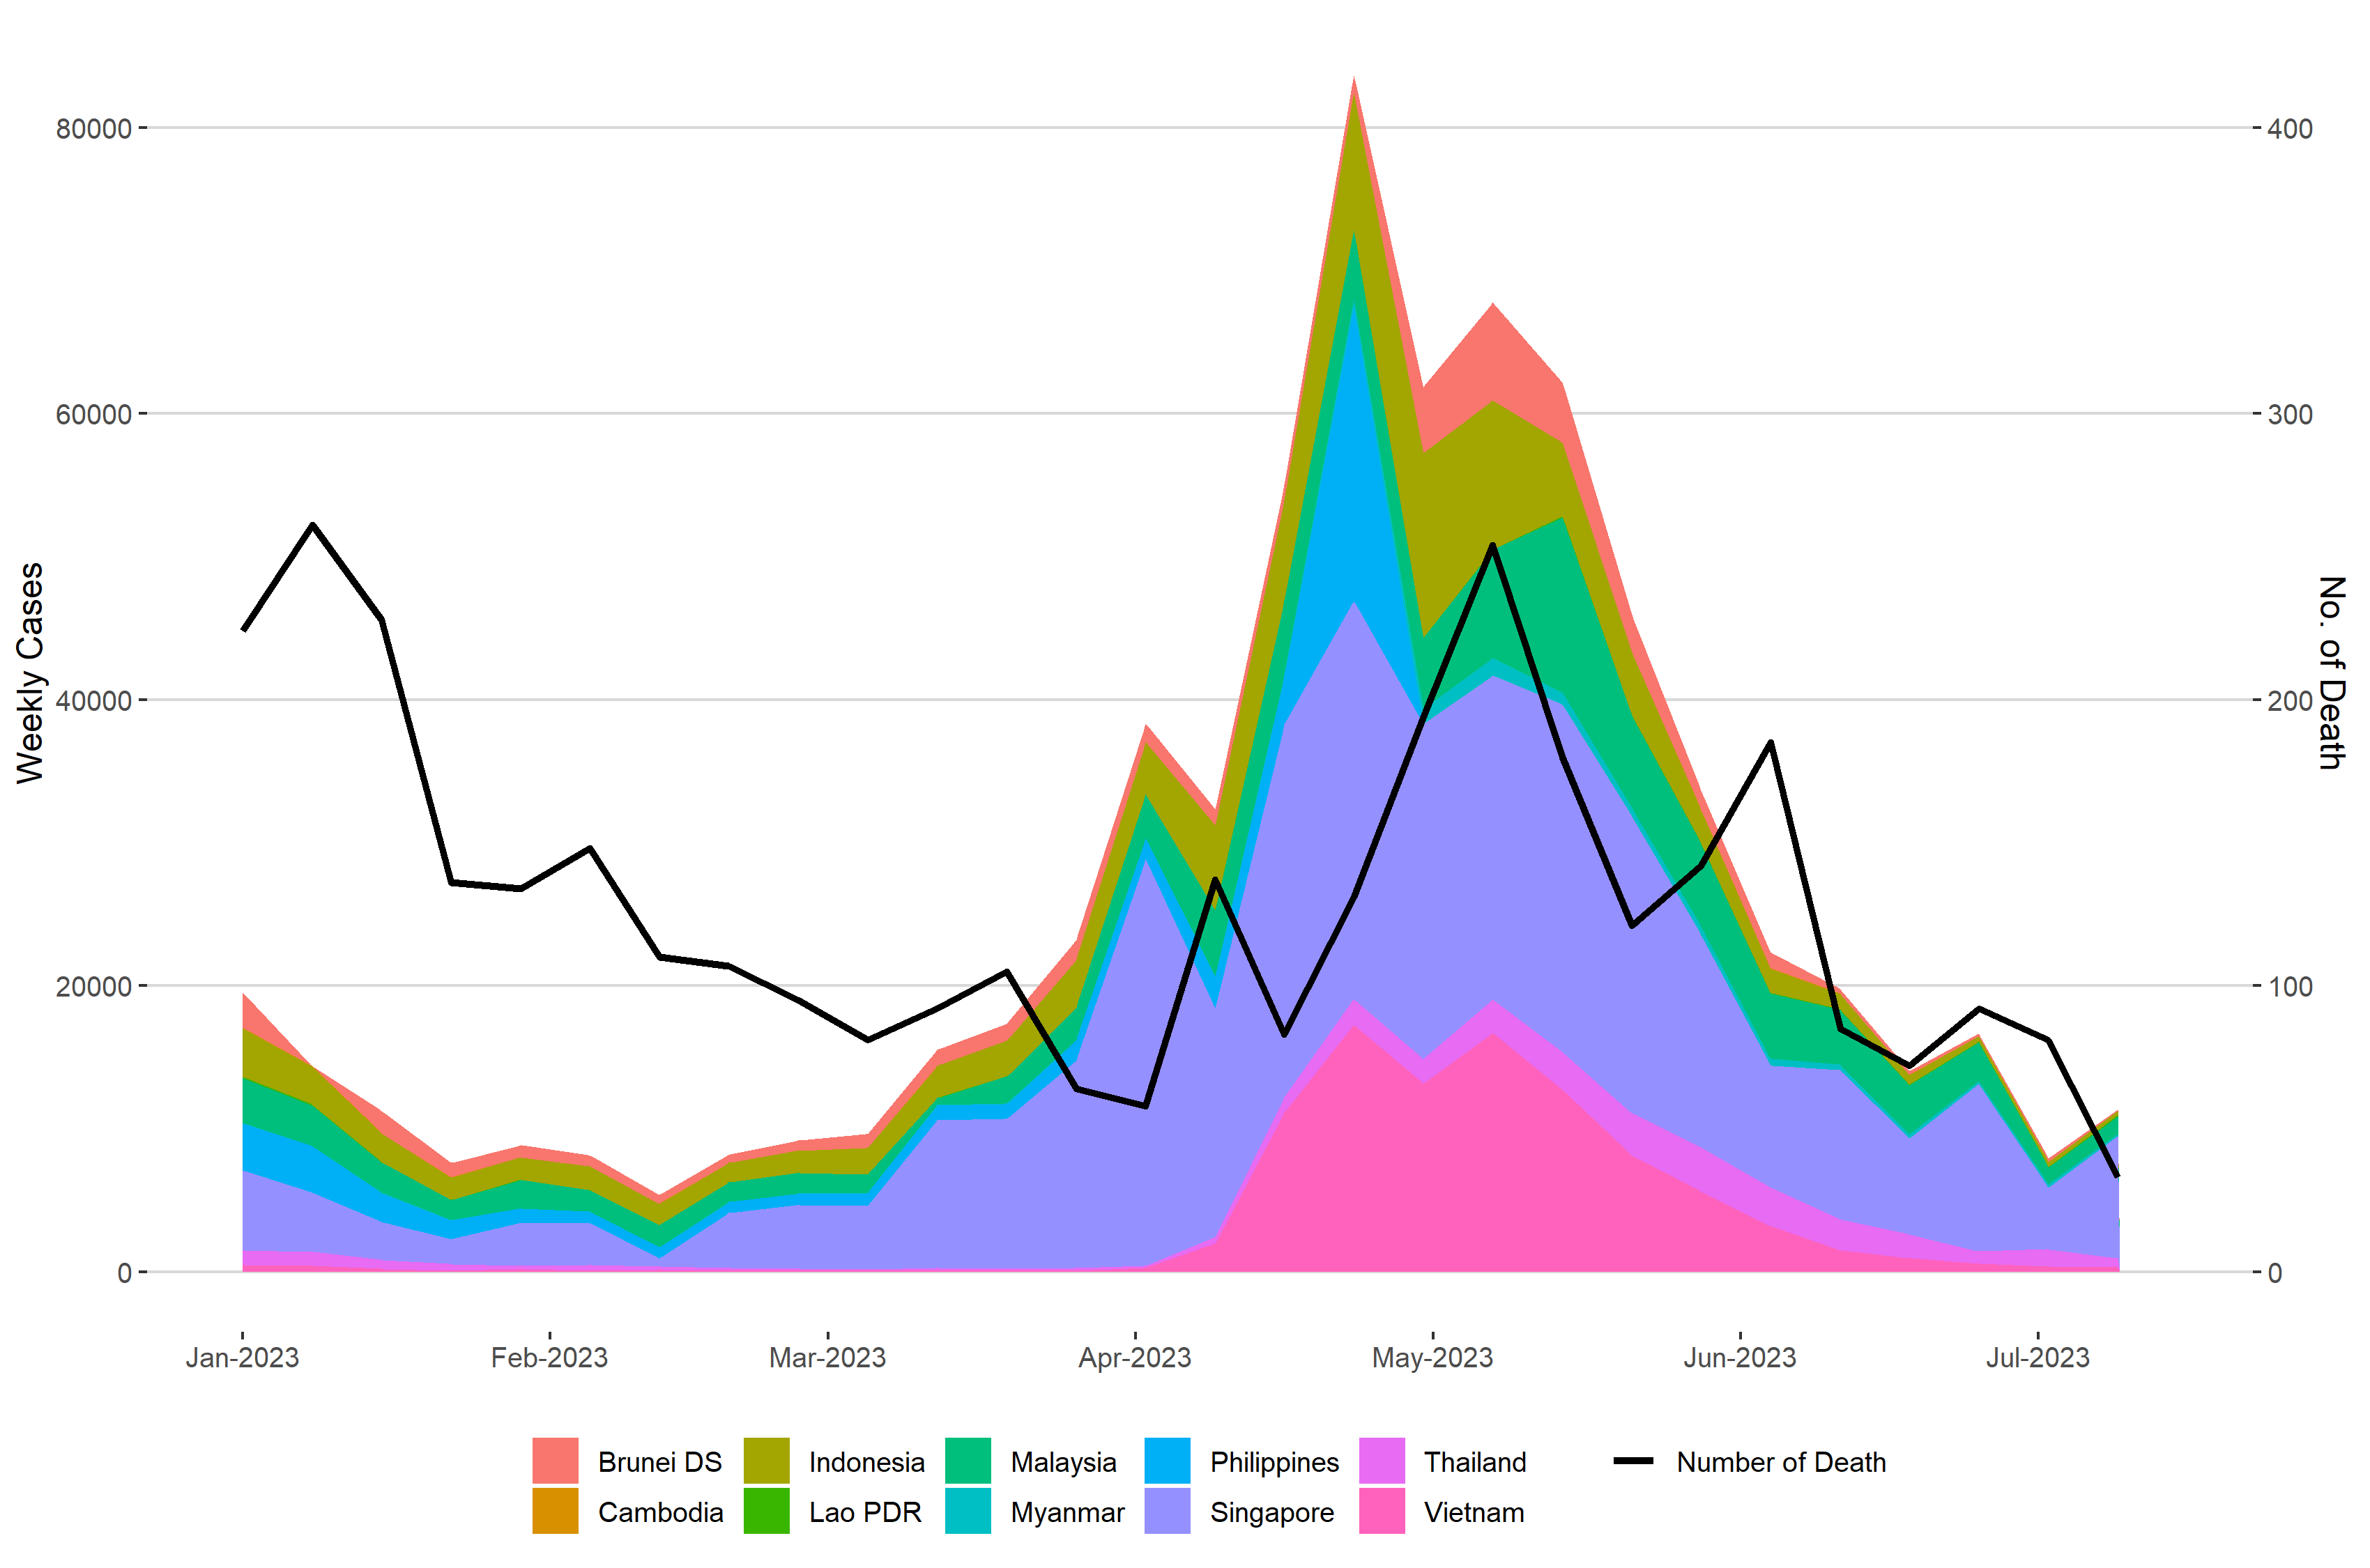 Weekly Cases
80000
60000
40000
20000
0
400
300
200
100
0
No. of Death
Jan-2023 Feb-2023 Mar-2023 Apr-2023 May-2023 Jun-2023 Jul-2023
Brunei DS Indonesia Malaysia Philippines Thailand Number of Death
Cambodia Lao PDR Myanmar Singapore Vietnam